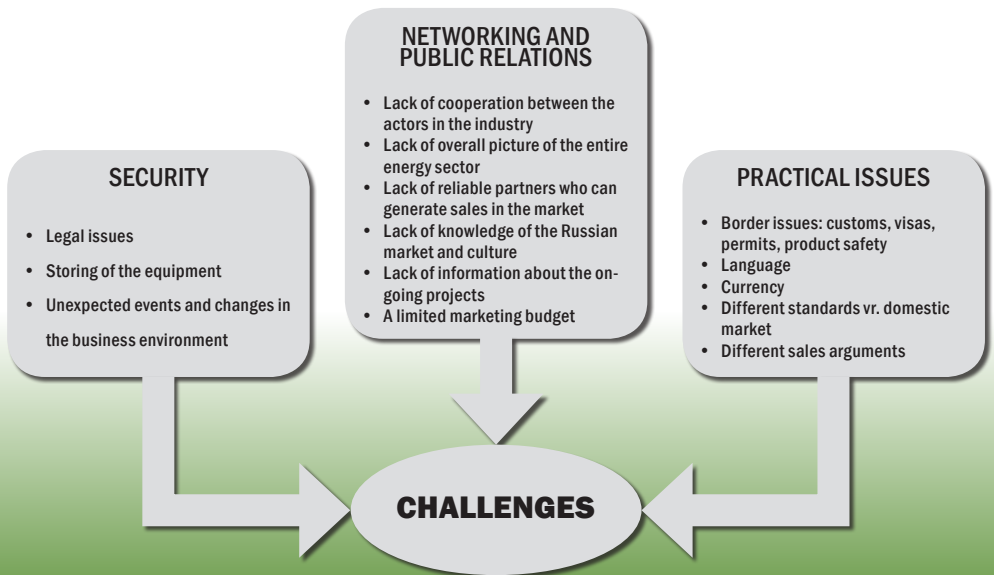 NETWORKING AND
PUBLIC RELATIONS
• Lack of cooperation between the
actors in the industry
• Lack of overall picture of the entire
energy sector
• Lack of reliable partners who can
generate sales in the market
• Lack of knowledge of the Russian
market and culture
• Lack of information about the on-
going projects
• A limited marketing budget
SECURITY
• Legal issues
• Storing of the equipment
• Unexpected events and changes in
the business environment
PRACTICAL ISSUES
• Border issues: customs, visas,
permits, product safety
• Language
• Currency
• Different standards vr. domestic
market
• Different sales arguments
CHALLENGES